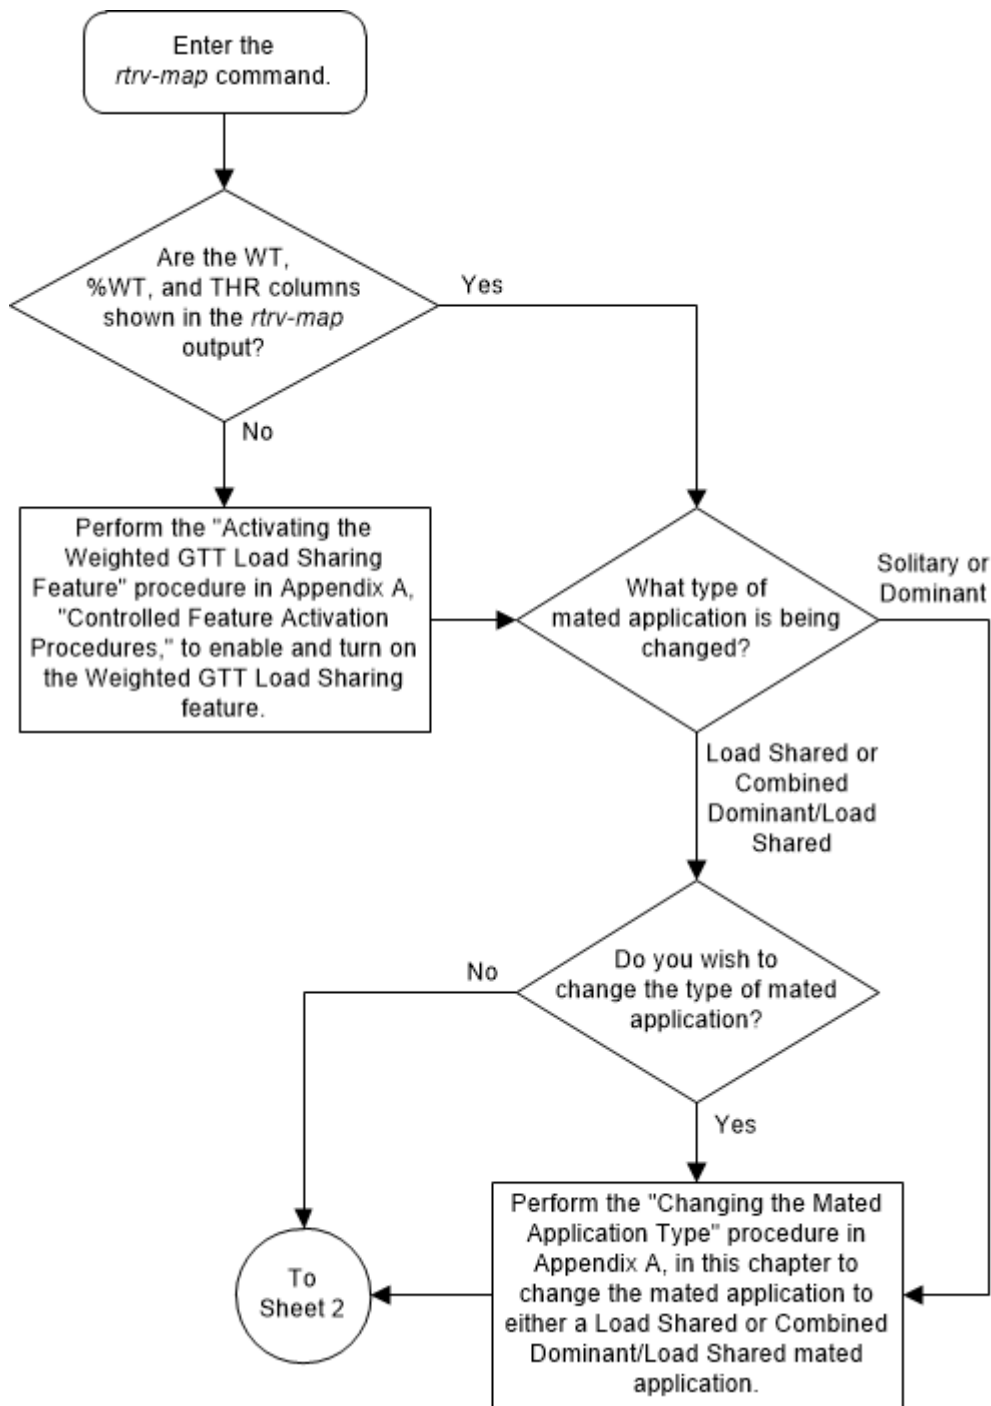 Enter the
rtrv-map command.
Are the WT,
%WT, and THR columns
shown in the rtrv-map
output?
Yes
No
Perform the "Activating the
Weighted GTT Load Sharing
Feature" procedure in Appendix A,
"Controlled Feature Activation
Procedures," to enable and turn on
the Weighted GTT Load Sharing
feature.
What type of
mated application is being
changed?
Solitary or
Dominant
Load Shared or
Combined
Dominant/Load
Shared
Do you wish to
change the type of mated
application?
No
Yes
Perform the "Changing the Mated
Application Type" procedure in
Appendix A, in this chapter to
change the mated application to
either a Load Shared or Combined
Dominant/Load Shared mated
application.
To
Sheet 2